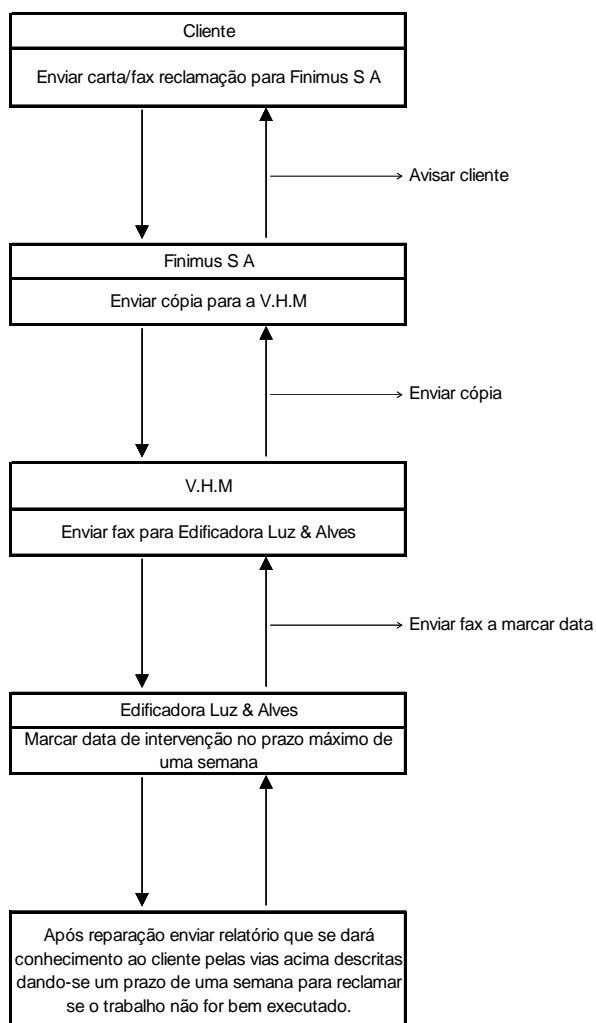 Cliente
Enviar carta/fax reclamação para Finimus S A
Avisar cliente
Finimus S A
Enviar cópia para a V.H.M
Enviar cópia
V.H.M
Enviar fax para Edificadora Luz & Alves
Enviar fax a marcar data
Edificadora Luz & Alves
Marcar data de intervenção no prazo máximo de
uma semana
Após reparação enviar relatório que se dará
conhecimento ao cliente pelas vias acima descritas
dando-se um prazo de uma semana para reclamar
se o trabalho não for bem executado.